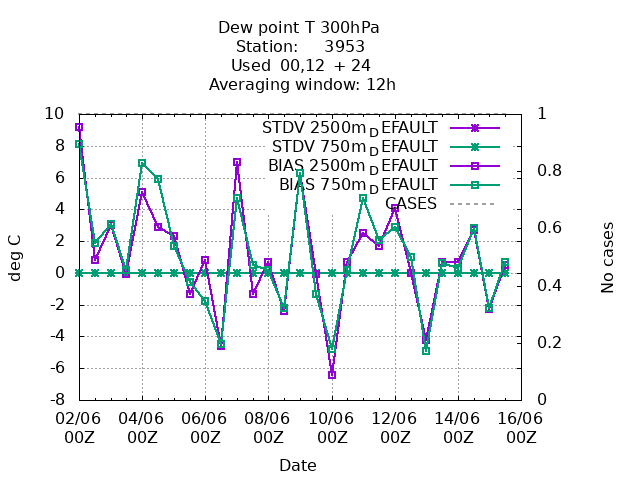 Dew point T 300hPa
Station: 3953
Used 00,12 + 24
Averaging window: 12h
STDV 2500m_DEFAULT
STDV 750m_DEFAULT
BIAS 2500m_DEFAULT
BIAS 750m_DEFAULT
CASES
10
8
6
4
2
0
-2
-4
-6
-8
deg C
1
0.8
0.6
0.4
0.2
0
No cases
02/06 04/06 06/06 08/06 10/06 12/06 14/06 16/06
00Z 00Z 00Z 00Z 00Z 00Z 00Z 00Z
Date